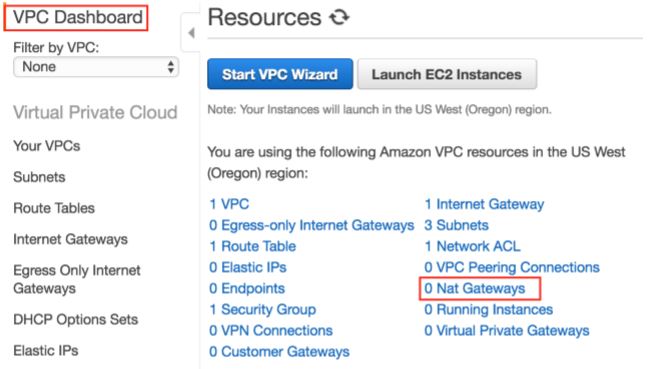 VPC Dashboard
Filter by VPC:
None
Virtual Private Cloud
Your VPCs
Subnets
Route Tables
Internet Gateways
Egress Only Internet
Gateways
DHCP Options Sets
Elastic IPs
Resources
Start VPC Wizard
Launch EC2 Instances
Note: Your Instances will launch in the US West (Oregon) region.
You are using the following Amazon VPC resources in the US West
(Oregon) region:
1 VPC
1 Internet Gateway
0 Egress-only Internet Gateways
3 Subnets
1 Route Table
1 Network ACL
0 Elastic IPs
0 VPC Peering Connections
0 Endpoints
0 Nat Gateways
1 Security Group
0 Running Instances
0 VPN Connections
0 Virtual Private Gateways
0 Customer Gateways